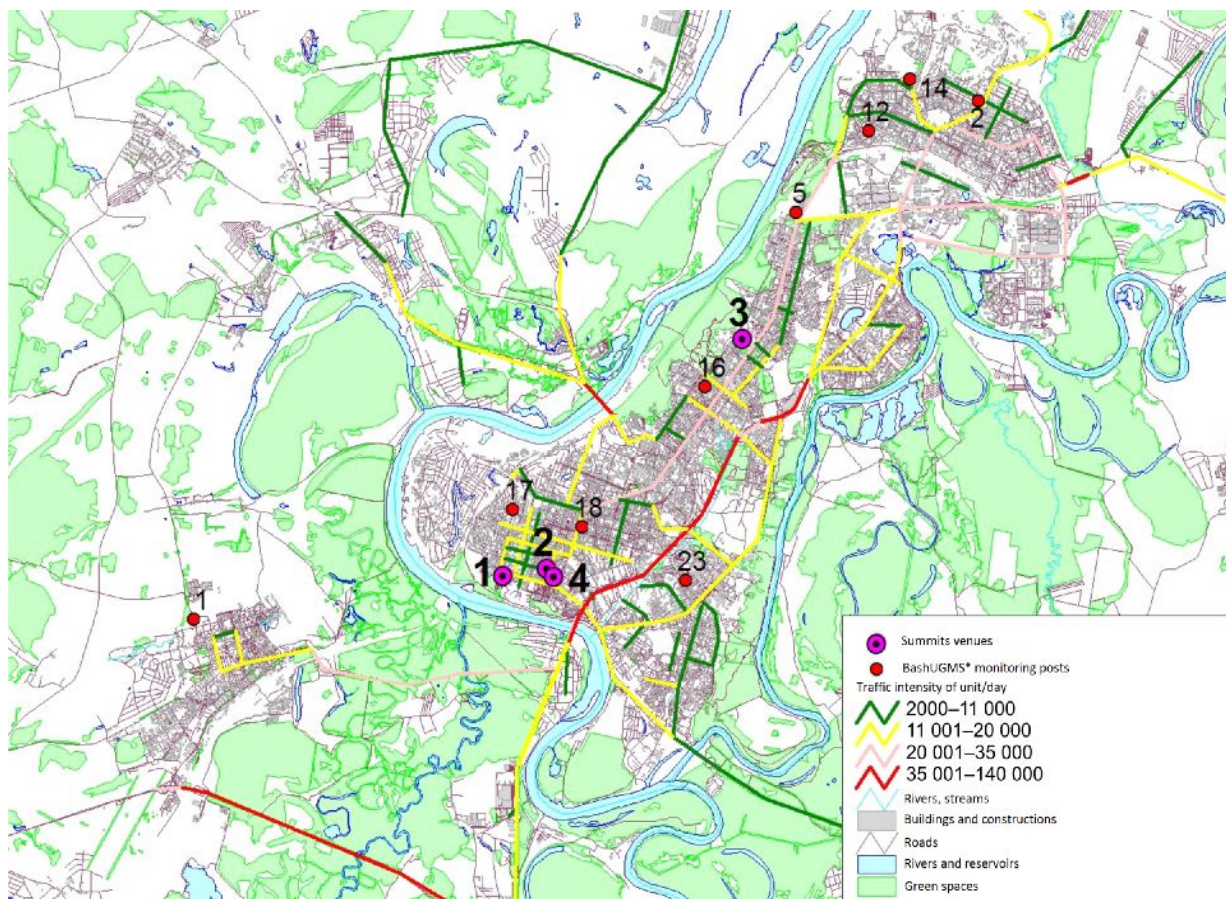 14
2
12
5
3
16
17
18
2
1
4
23
1
Summits venues
BashUGMS* monitoring posts
Traffic intensity of unit/day
2000–11 000
11 001–20 000
20 001–35 000
35 001–140 000
Rivers, streams
Buildings and constructions
Roads
Rivers and reservoirs
Green spaces